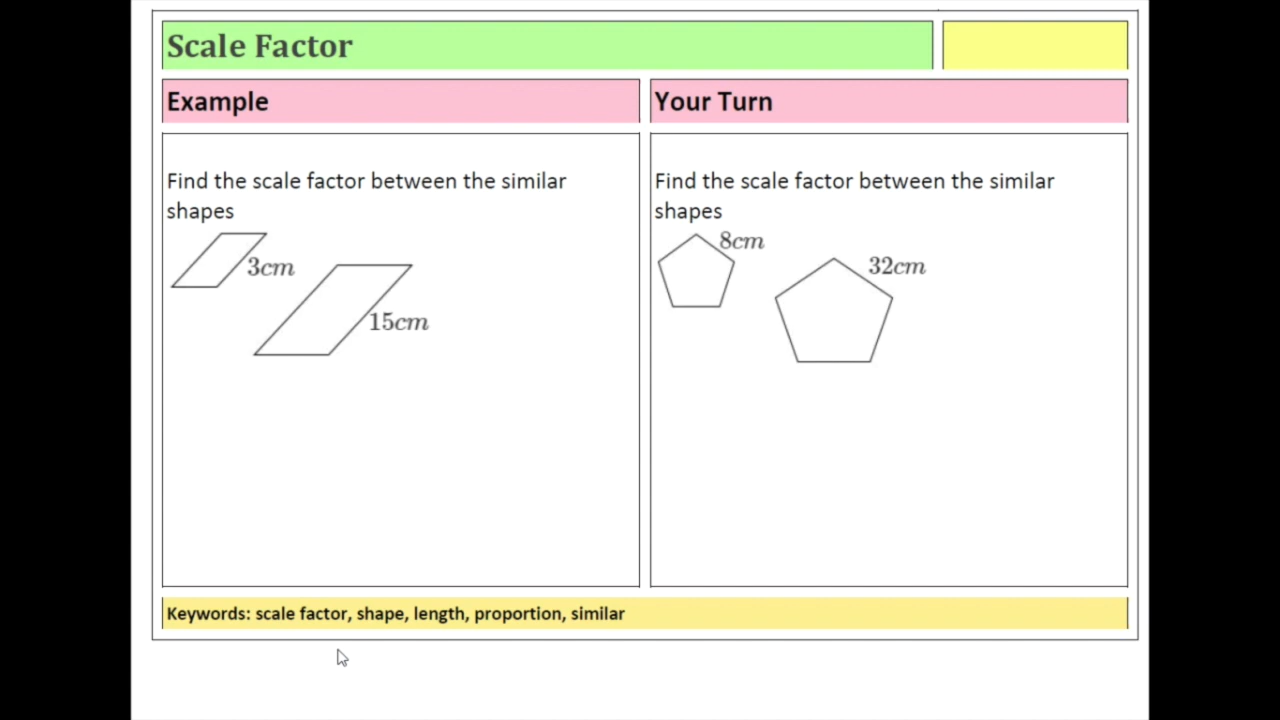 Scale Factor
Example
Your Turn
Find the scale factor between the similar
shapes
3cm
15cm
Find the scale factor between the similar
shapes
8cm
32cm
Keywords: scale factor, shape, length, proportion, similar